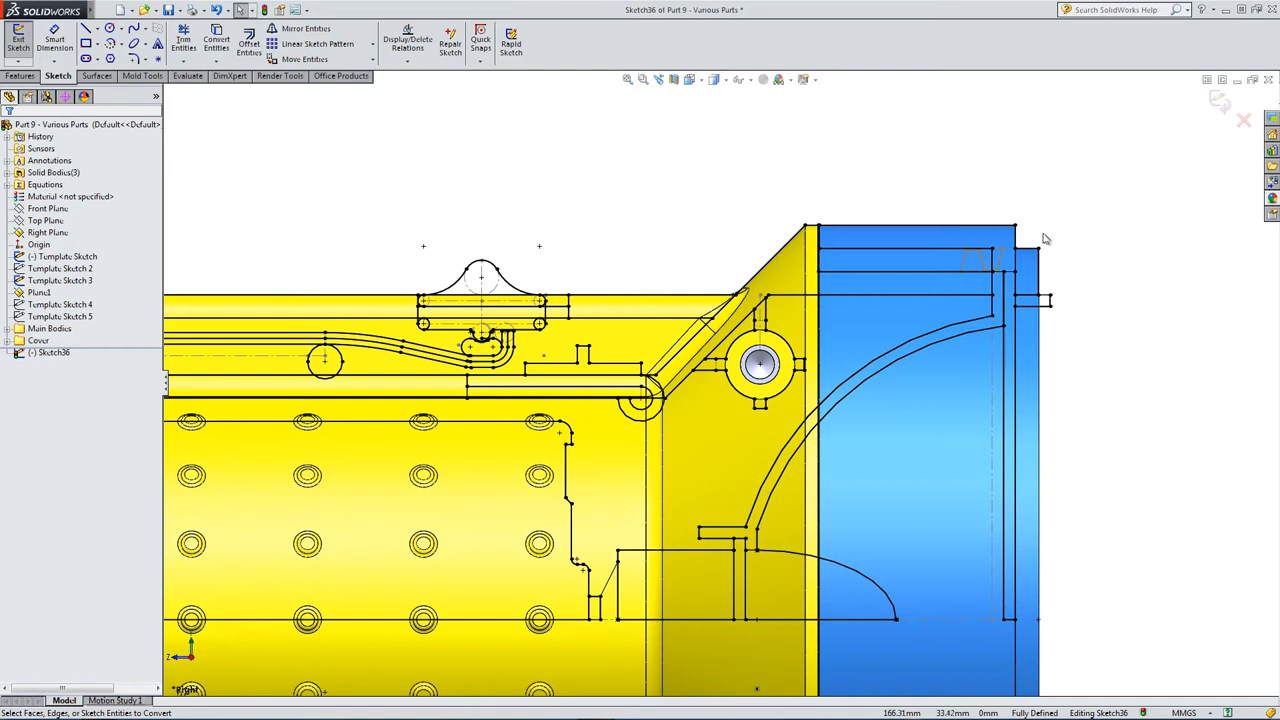 SOLIDWORKS
Sketch36 of Part 9 - Various Parts *
Search SolidWorks Help
Exit Sketch
Smart Dimension
Trim Entities
Convert Entities
Offset Entities
Mirror Entities
Linear Sketch Pattern
Move Entities
Display/Delete Relations
Repair Sketch
Quick Snaps
Rapid Sketch
Features Sketch Surfaces Mold Tools Evaluate DimXpert Render Tools Office Products
Part 9 - Various Parts (Default<<Default>
History
Sensors
Annotations
Solid Bodies(3)
Equations
Material <not specified>
Front Plane
Top Plane
Right Plane
Origin
(-) Template Sketch
Template Sketch 2
Template Sketch 3
Plane1
Template Sketch 4
Template Sketch 5
Main Bodies
Cover
(-) Sketch36
Y
Z
*Right
Model Motion Study 1
Select Faces, Edges, or Sketch Entities to Convert
166.31mm 33.42mm 0mm Fully Defined Editing Sketch36 MMGS